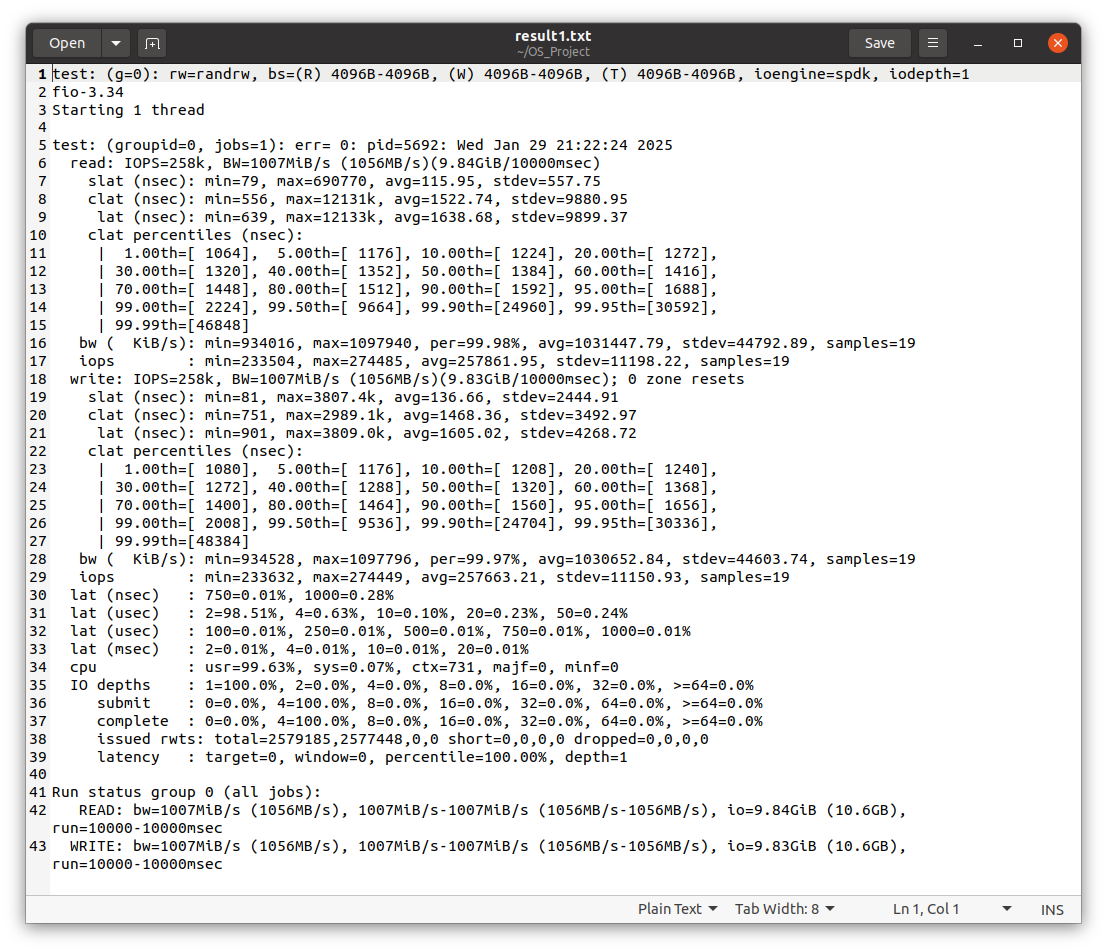 Open
result1.txt
~/OS_Project
Save
1 test: (g=0): rw=randrw, bs=(R) 4096B-4096B, (W) 4096B-4096B, (T) 4096B-4096B, ioengine=spdk, iodepth=1
2 fio-3.34
3 Starting 1 thread
4
5 test: (groupid=0, jobs=1): err= 0: pid=5692: Wed Jan 29 21:22:24 2025
6   read: IOPS=258k, BW=1007MiB/s (1056MB/s)(9.84GiB/10000msec)
7     slat (nsec): min=79, max=690770, avg=115.95, stdev=557.75
8     clat (nsec): min=556, max=12131k, avg=1522.74, stdev=9880.95
9      lat (nsec): min=639, max=12133k, avg=1638.68, stdev=9899.37
10     clat percentiles (nsec):
11      |  1.00th=[ 1064],  5.00th=[ 1176], 10.00th=[ 1224], 20.00th=[ 1272],
12      | 30.00th=[ 1320], 40.00th=[ 1352], 50.00th=[ 1384], 60.00th=[ 1416],
13      | 70.00th=[ 1448], 80.00th=[ 1512], 90.00th=[ 1592], 95.00th=[ 1688],
14      | 99.00th=[ 2224], 99.50th=[ 9664], 99.90th=[24960], 99.95th=[30592],
15      | 99.99th=[46848]
16    bw (  KiB/s): min=934016, max=1097940, per=99.98%, avg=1031447.79, stdev=44792.89, samples=19
17    iops        : min=233504, max=274485, avg=257861.95, stdev=11198.22, samples=19
18   write: IOPS=258k, BW=1007MiB/s (1056MB/s)(9.83GiB/10000msec); 0 zone resets
19     slat (nsec): min=81, max=3807.4k, avg=136.66, stdev=2444.91
20     clat (nsec): min=751, max=2989.1k, avg=1468.36, stdev=3492.97
21      lat (nsec): min=901, max=3809.0k, avg=1605.02, stdev=4268.72
22     clat percentiles (nsec):
23      |  1.00th=[ 1080],  5.00th=[ 1176], 10.00th=[ 1208], 20.00th=[ 1240],
24      | 30.00th=[ 1272], 40.00th=[ 1288], 50.00th=[ 1320], 60.00th=[ 1368],
25      | 70.00th=[ 1400], 80.00th=[ 1464], 90.00th=[ 1560], 95.00th=[ 1656],
26      | 99.00th=[ 2008], 99.50th=[ 9536], 99.90th=[24704], 99.95th=[30336],
27      | 99.99th=[48384]
28    bw (  KiB/s): min=934528, max=1097796, per=99.97%, avg=1030652.84, stdev=44603.74, samples=19
29    iops        : min=233632, max=274449, avg=257663.21, stdev=11150.93, samples=19
30   lat (nsec)   : 750=0.01%, 1000=0.28%
31   lat (usec)   : 2=98.51%, 4=0.63%, 10=0.10%, 20=0.23%, 50=0.24%
32   lat (usec)   : 100=0.01%, 250=0.01%, 500=0.01%, 750=0.01%, 1000=0.01%
33   lat (msec)   : 2=0.01%, 4=0.01%, 10=0.01%, 20=0.01%
34   cpu          : usr=99.63%, sys=0.07%, ctx=731, majf=0, minf=0
35   IO depths    : 1=100.0%, 2=0.0%, 4=0.0%, 8=0.0%, 16=0.0%, 32=0.0%, >=64=0.0%
36      submit    : 0=0.0%, 4=100.0%, 8=0.0%, 16=0.0%, 32=0.0%, 64=0.0%, >=64=0.0%
37      complete  : 0=0.0%, 4=100.0%, 8=0.0%, 16=0.0%, 32=0.0%, 64=0.0%, >=64=0.0%
38      issued rwts: total=2579185,2577448,0,0 short=0,0,0,0 dropped=0,0,0,0
39      latency   : target=0, window=0, percentile=100.00%, depth=1
40
41 Run status group 0 (all jobs):
42    READ: bw=1007MiB/s (1056MB/s), 1007MiB/s-1007MiB/s (1056MB/s-1056MB/s), io=9.84GiB (10.6GB),
run=10000-10000msec
43   WRITE: bw=1007MiB/s (1056MB/s), 1007MiB/s-1007MiB/s (1056MB/s-1056MB/s), io=9.83GiB (10.6GB),
run=10000-10000msec
Plain Text Tab Width: 8 Ln 1, Col 1 INS